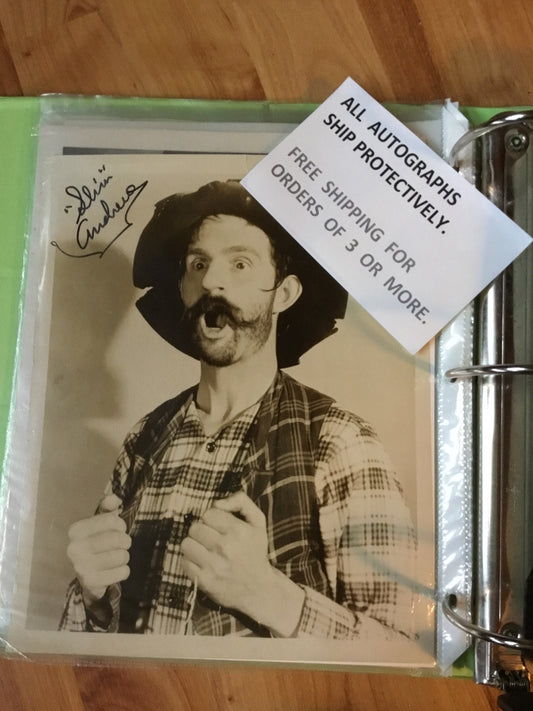 "Slim"
Andrews
ALL AUTOGRAPHS
SHIP PROTECTIVELY.
FREE SHIPPING FOR
ORDERS OF 3 OR MORE.